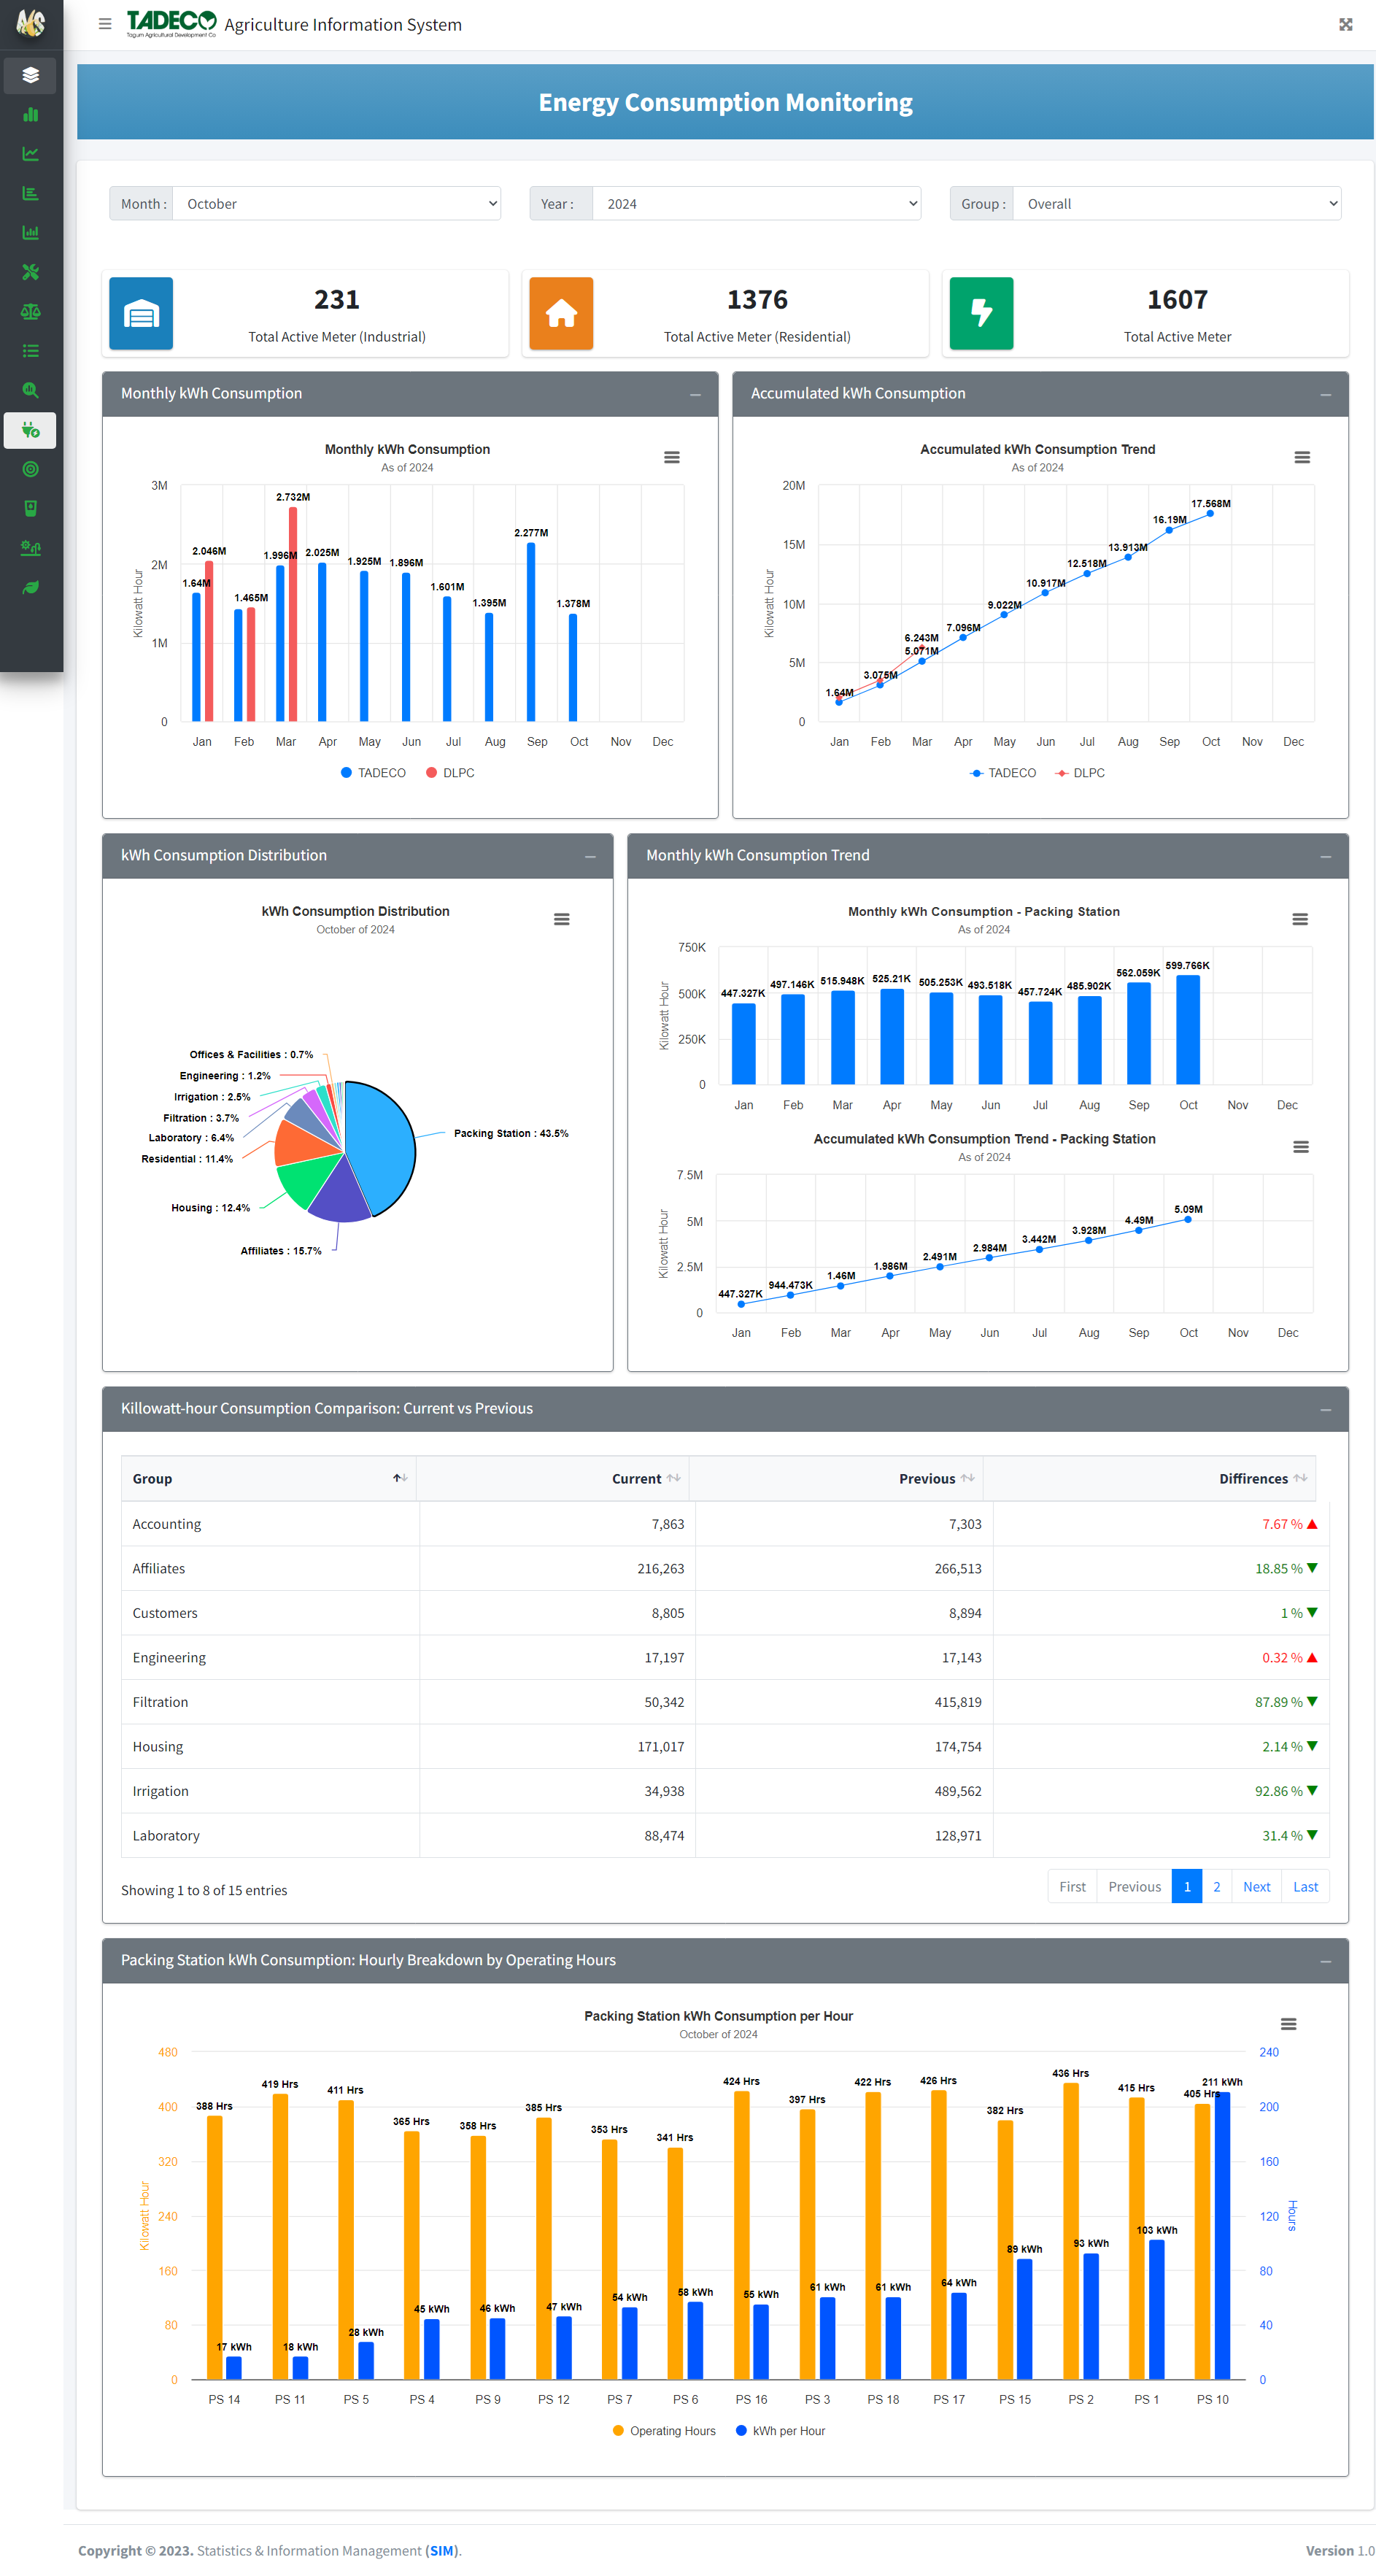 TADECO
Tagum Agricultural Development Co
Agriculture Information System
Energy Consumption Monitoring
Month : October
Year : 2024
Group : Overall
231
Total Active Meter (Industrial)
1376
Total Active Meter (Residential)
1607
Total Active Meter
Monthly kWh Consumption
Monthly kWh Consumption
As of 2024
Kilowatt Hour
3M
2M
1M
0
1.64M
2.046M
1.465M
1.996M
2.732M
2.025M
1.925M
1.896M
1.601M
1.395M
2.277M
1.378M
Jan Feb Mar Apr May Jun Jul Aug Sep Oct Nov Dec
TADECO DLPC
Accumulated kWh Consumption
Accumulated kWh Consumption Trend
As of 2024
Kilowatt Hour
20M
15M
10M
5M
0
1.64M
3.075M
6.243M
5.071M
7.096M
9.022M
10.917M
12.518M
13.913M
16.19M
17.568M
Jan Feb Mar Apr May Jun Jul Aug Sep Oct Nov Dec
TADECO DLPC
kWh Consumption Distribution
kWh Consumption Distribution
October of 2024
Offices & Facilities : 0.7%
Engineering : 1.2%
Irrigation : 2.5%
Filtration : 3.7%
Laboratory : 6.4%
Residential : 11.4%
Housing : 12.4%
Affiliates : 15.7%
Packing Station : 43.5%
Monthly kWh Consumption Trend
Monthly kWh Consumption - Packing Station
As of 2024
Kilowatt Hour
750K
500K
250K
0
447.327K 497.146K 515.948K 525.21K 505.253K 493.518K 457.724K 485.902K 562.059K 599.766K
Jan Feb Mar Apr May Jun Jul Aug Sep Oct Nov Dec
Accumulated kWh Consumption Trend - Packing Station
As of 2024
Kilowatt Hour
7.5M
5M
2.5M
0
447.327K 944.473K 1.46M 1.986M 2.491M 2.984M 3.442M 3.928M 4.49M 5.09M
Jan Feb Mar Apr May Jun Jul Aug Sep Oct Nov Dec
Killowatt-hour Consumption Comparison: Current vs Previous
Group Current Previous Diffirences
Accounting 7,863 7,303 7.67 % ▲
Affiliates 216,263 266,513 18.85 % ▼
Customers 8,805 8,894 1 % ▼
Engineering 17,197 17,143 0.32 % ▲
Filtration 50,342 415,819 87.89 % ▼
Housing 171,017 174,754 2.14 % ▼
Irrigation 34,938 489,562 92.86 % ▼
Laboratory 88,474 128,971 31.4 % ▼
Showing 1 to 8 of 15 entries
First Previous 1 2 Next Last
Packing Station kWh Consumption: Hourly Breakdown by Operating Hours
Packing Station kWh Consumption per Hour
October of 2024
Kilowatt Hour
480
400
320
240
160
80
0
388 Hrs 419 Hrs 411 Hrs 365 Hrs 358 Hrs 385 Hrs 353 Hrs 341 Hrs 424 Hrs 397 Hrs 422 Hrs 426 Hrs 382 Hrs 436 Hrs 415 Hrs 405 Hrs
17 kWh 18 kWh 28 kWh 45 kWh 46 kWh 47 kWh 54 kWh 58 kWh 55 kWh 61 kWh 61 kWh 64 kWh 89 kWh 93 kWh 103 kWh 211 kWh
240
200
160
120
80
40
0
Hours
PS 14 PS 11 PS 5 PS 4 PS 9 PS 12 PS 7 PS 6 PS 16 PS 3 PS 18 PS 17 PS 15 PS 2 PS 1 PS 10
Operating Hours kWh per Hour
Copyright © 2023. Statistics & Information Management (SIM).
Version 1.0